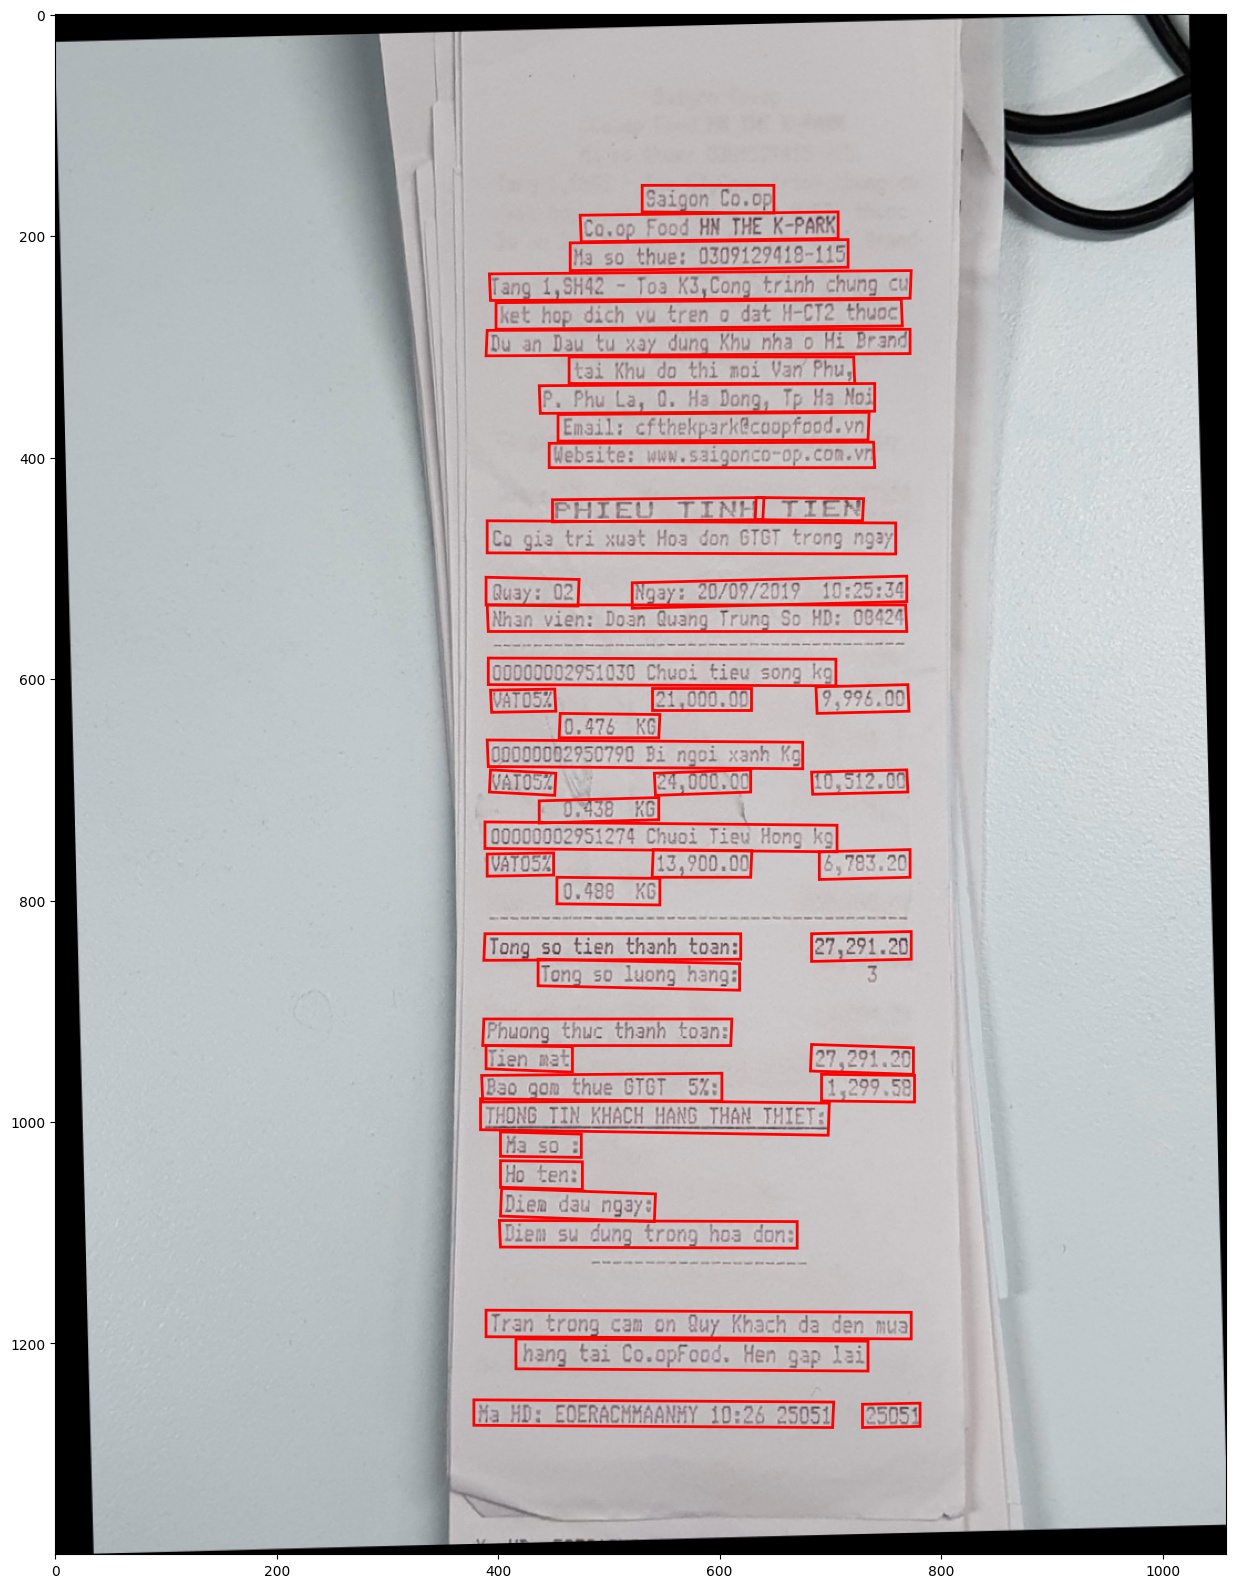 Saigon Co.op
Co.op Food HN THE K-PARK
Ma so thue: 0309129418-115
Tang 1,SH42 - Toa K3,Cong trinh chung cu
ket hop dich vu tren o dat H-CT2 thuoc
Du an Dau tu xay dung Khu nha o Hi Brand
tai Khu do thi moi Van Phu,
P. Phu La, Q. Ha Dong, Tp Ha Noi
Email: cfthekpark@coopfood.vn
Website: www.saigonco-op.com.vn
PHIEU TINH TIEN
Co gia tri xuat Hoa don GTGT trong ngay
Quay: 02 Ngay: 20/09/2019 10:25:34
Nhan vien: Doan Quang Trung So HD: 08424
00000002951030 Chuoi tieu song kg
VAT05% 21,000.00 9,996.00
0.476 KG
00000002950790 Bi ngoi xanh Kg
VAT05% 24,000.00 10,512.00
0.438 KG
00000002951274 Chuoi Tieu Hong kg
VAT05% 13,900.00 6,783.20
0.488 KG
Tong so tien thanh toan: 27,291.20
Tong so luong hang: 3
Phuong thuc thanh toan:
Tien mat 27,291.20
Bao gom thue GTGT 5%: 1,299.58
THONG TIN KHACH HANG THAN THIET:
Ma so :
Ho ten:
Diem dau ngay:
Diem su dung trong hoa don:
Tran trong cam on Quy Khach da den mua
hang tai Co.opFood. Hen gap lai
Ma HD: EOERACMMAANMY 10:26 25051 25051